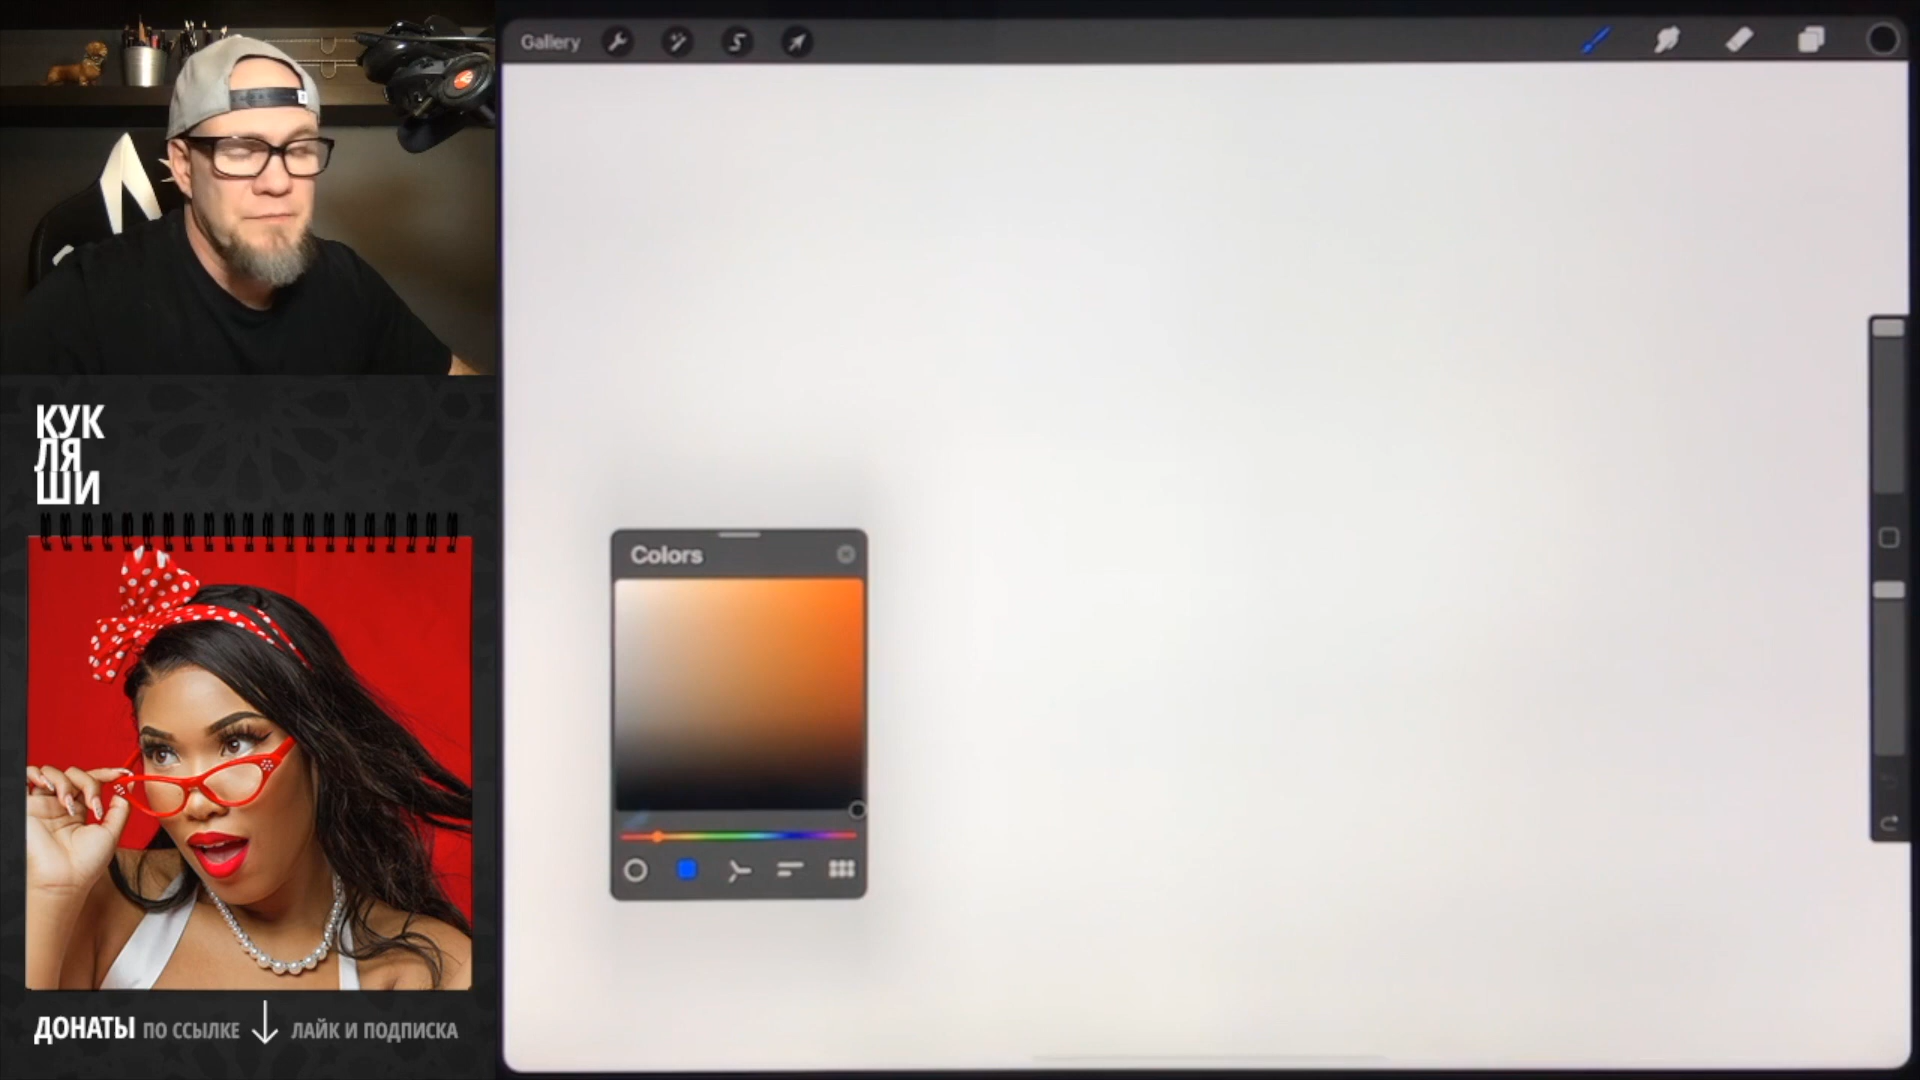 Gallery
КУК
ЛЯ
ШИ
Colors
ДОНАТЫ ПО ССЫЛКЕ ↓ ЛАЙК И ПОДПИСКА